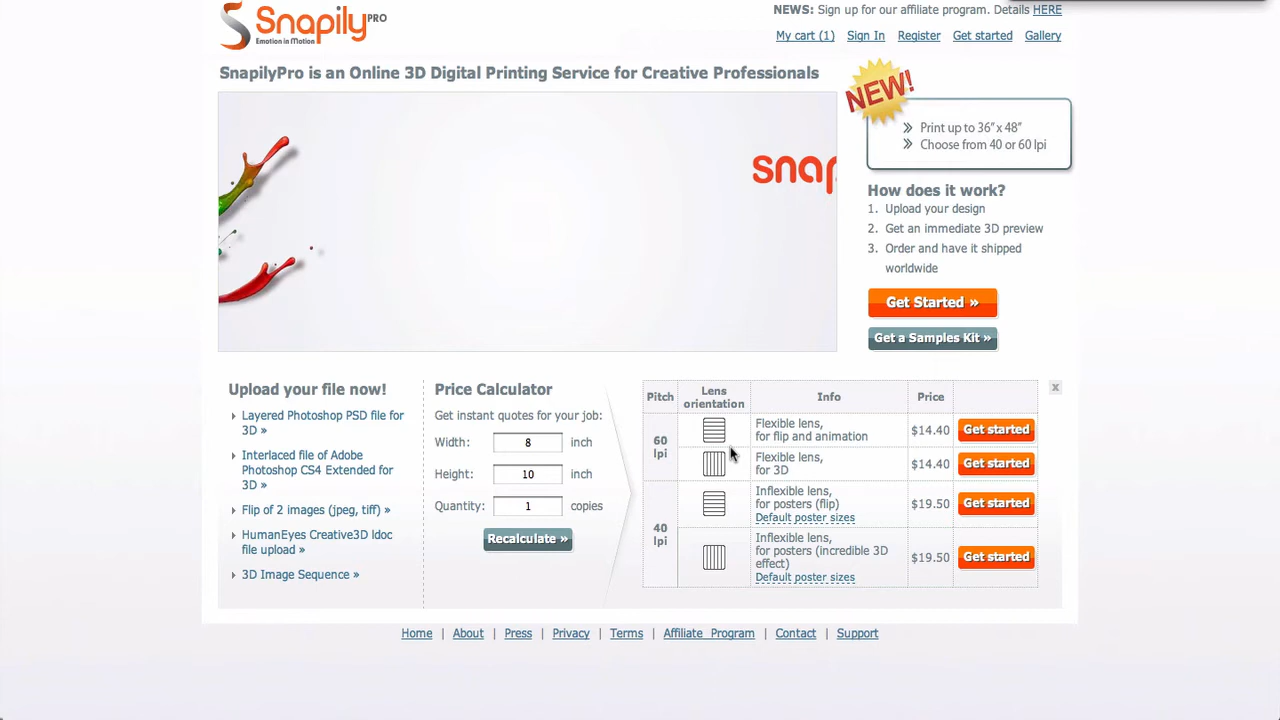 NEWS: Sign up for our affiliate program. Details HERE
Snapily PRO
Emotion in Motion
My cart (1) Sign In Register Get started Gallery
SnapilyPro is an Online 3D Digital Printing Service for Creative Professionals
NEW!
» Print up to 36" x 48"
» Choose from 40 or 60 lpi
snap
How does it work?
1. Upload your design
2. Get an immediate 3D preview
3. Order and have it shipped
worldwide
Get Started »
Get a Samples Kit »
Upload your file now!
Layered Photoshop PSD file for
3D »
Interlaced file of Adobe
Photoshop CS4 Extended for
3D »
Flip of 2 images (jpeg, tiff) »
HumanEyes Creative3D ldoc
file upload »
3D Image Sequence »
Price Calculator
Get instant quotes for your job:
Width: 8 inch
Height: 10 inch
Quantity: 1 copies
Recalculate »
x
Pitch Lens orientation Info Price
60 lpi
Flexible lens,
for flip and animation
$14.40 Get started
Flexible lens,
for 3D
$14.40 Get started
40 lpi
Inflexible lens,
for posters (flip)
Default poster sizes
$19.50 Get started
Inflexible lens,
for posters (incredible 3D
effect)
Default poster sizes
$19.50 Get started
Home | About | Press | Privacy | Terms | Affiliate Program | Contact | Support